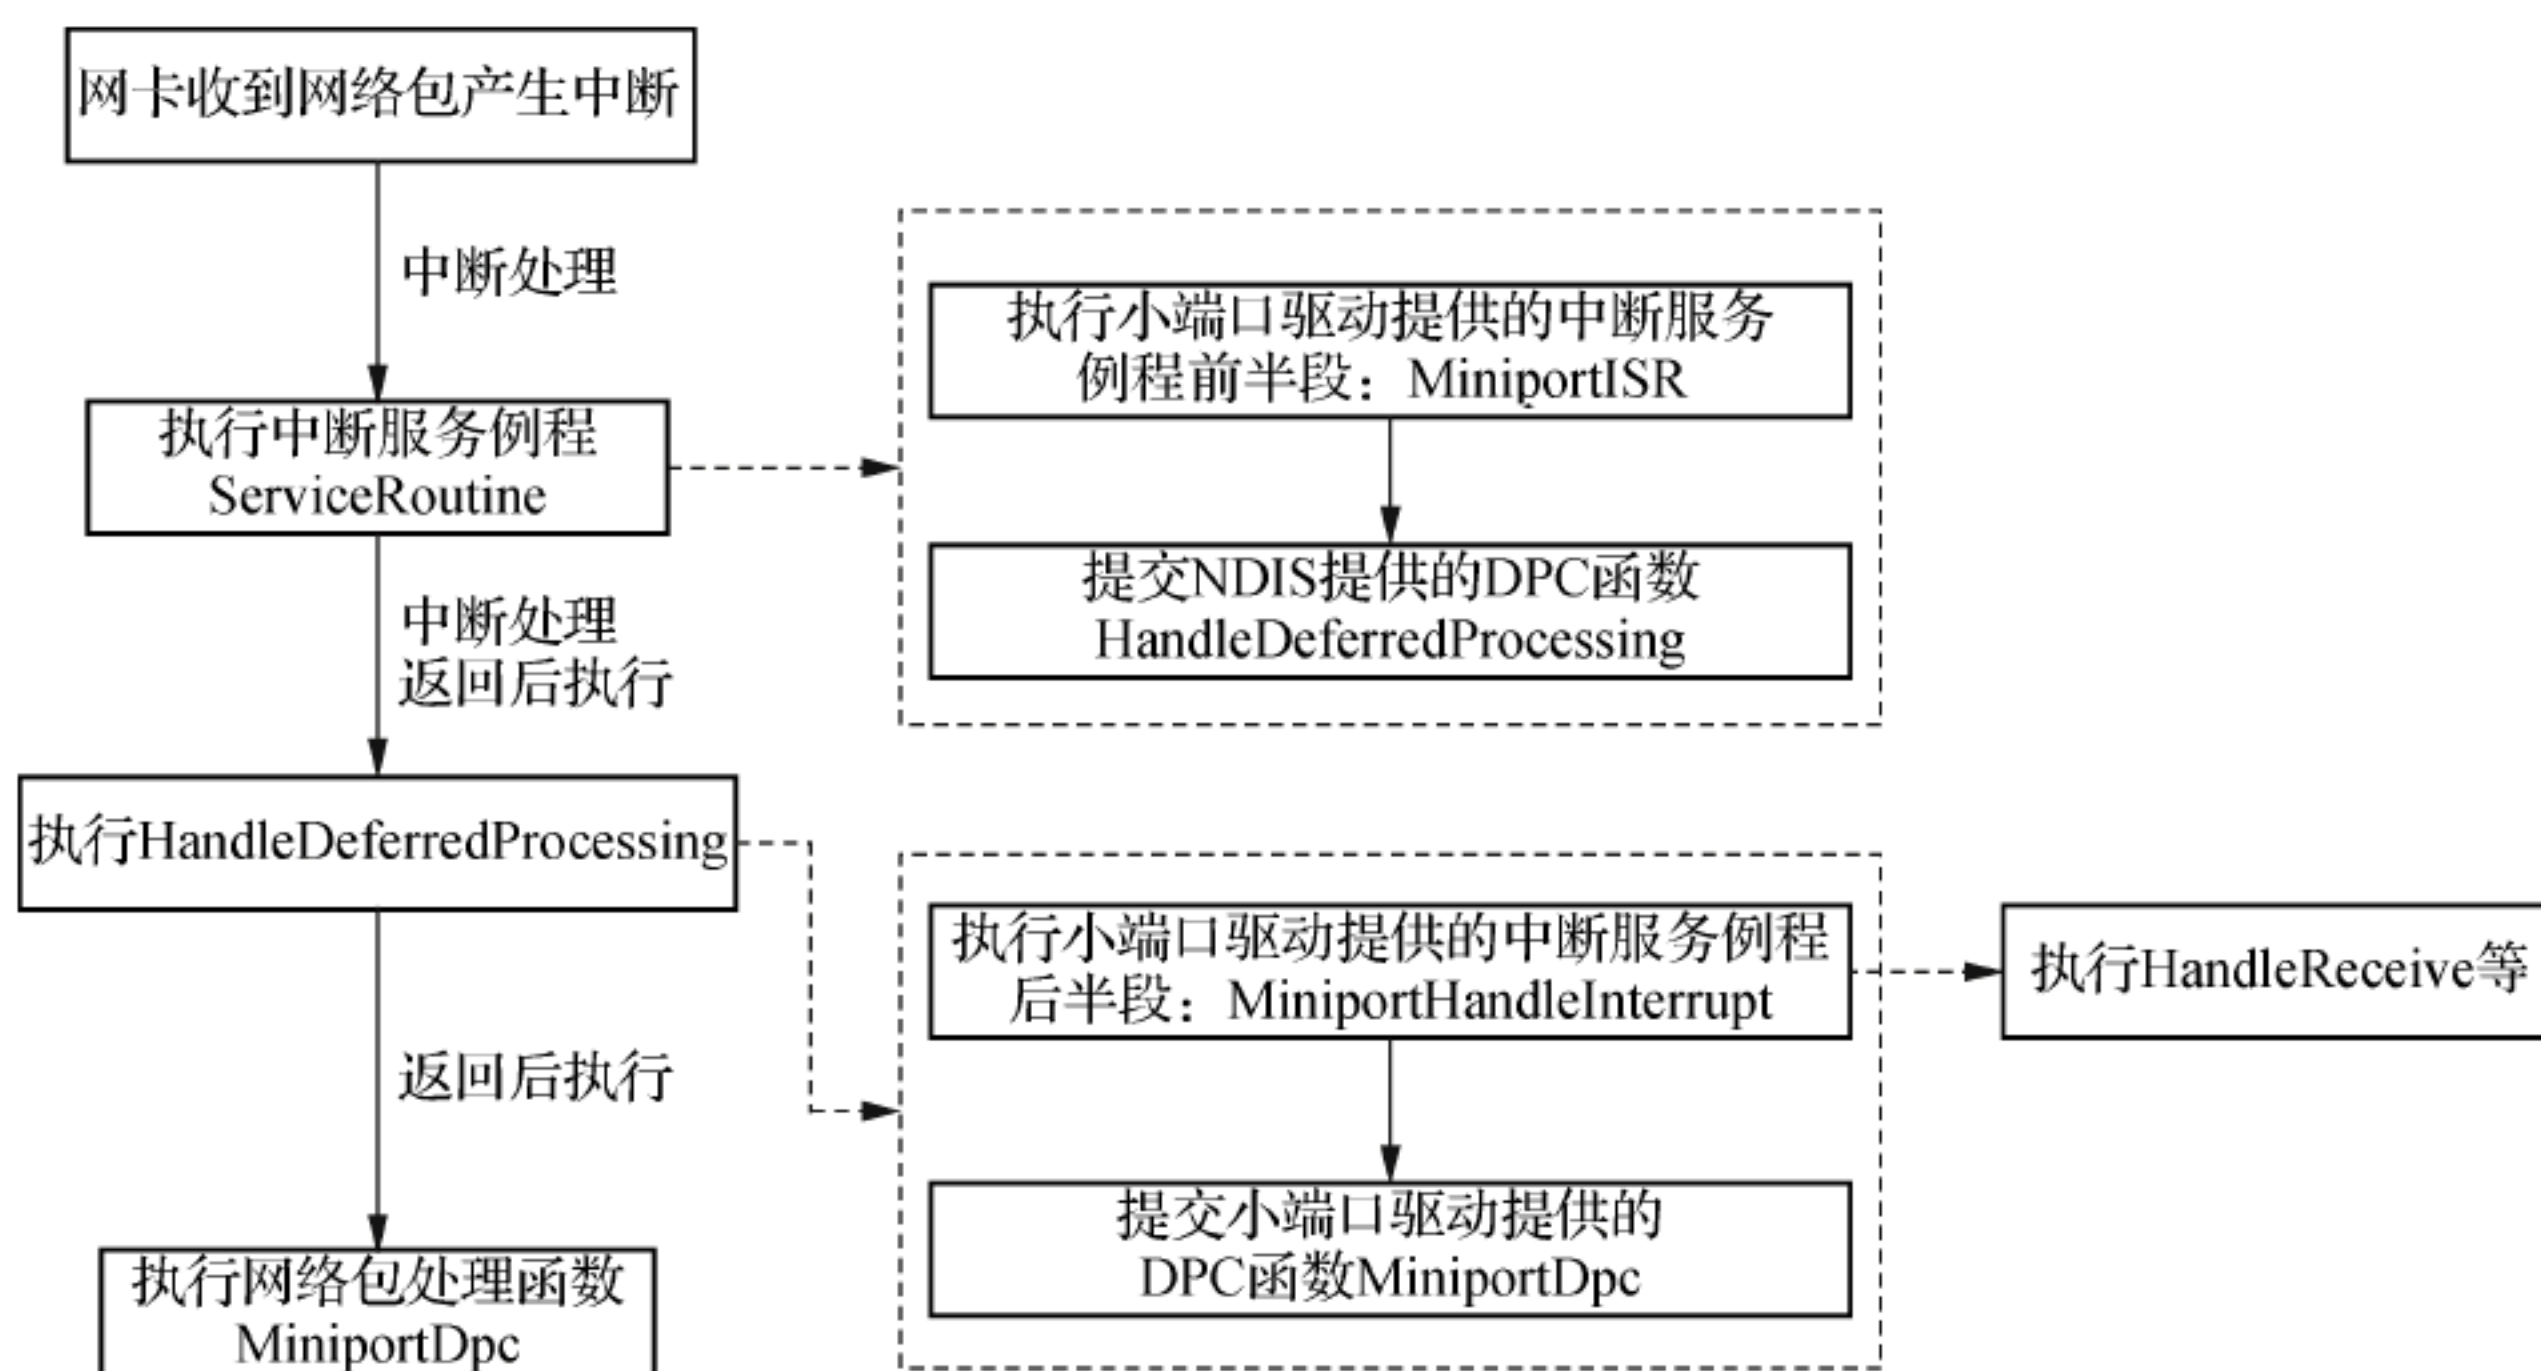 网卡收到网络包产生中断
中断处理
执行小端口驱动提供的中断服务
例程前半段：MiniportISR
执行中断服务例程
ServiceRoutine
提交NDIS提供的DPC函数
HandleDeferredProcessing
中断处理
返回后执行
执行HandleDeferredProcessing
执行小端口驱动提供的中断服务例程
后半段：MiniportHandleInterrupt
执行HandleReceive等
返回后执行
提交小端口驱动提供的
DPC函数MiniportDpc
执行网络包处理函数
MiniportDpc